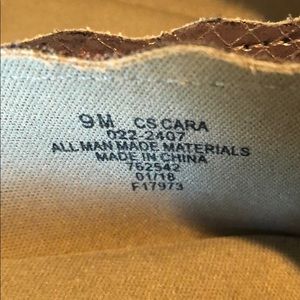 9M CS CARA
022-2407
ALL MAN MADE MATERIALS
MADE IN CHINA
762542
01/18
F17973